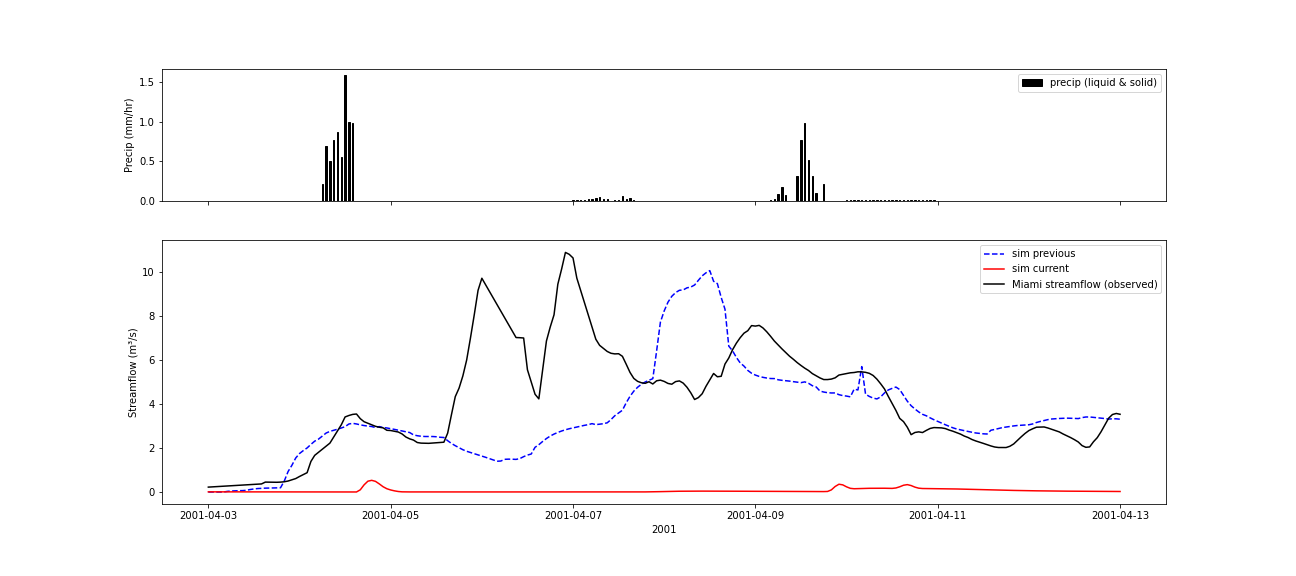 1.5
1.0
0.5
0.0
Precip (mm/hr)
precip (liquid & solid)
10
8
6
4
2
0
Streamflow (m³/s)
sim previous
sim current
Miami streamflow (observed)
2001-04-03 2001-04-05 2001-04-07 2001-04-09 2001-04-11 2001-04-13
2001